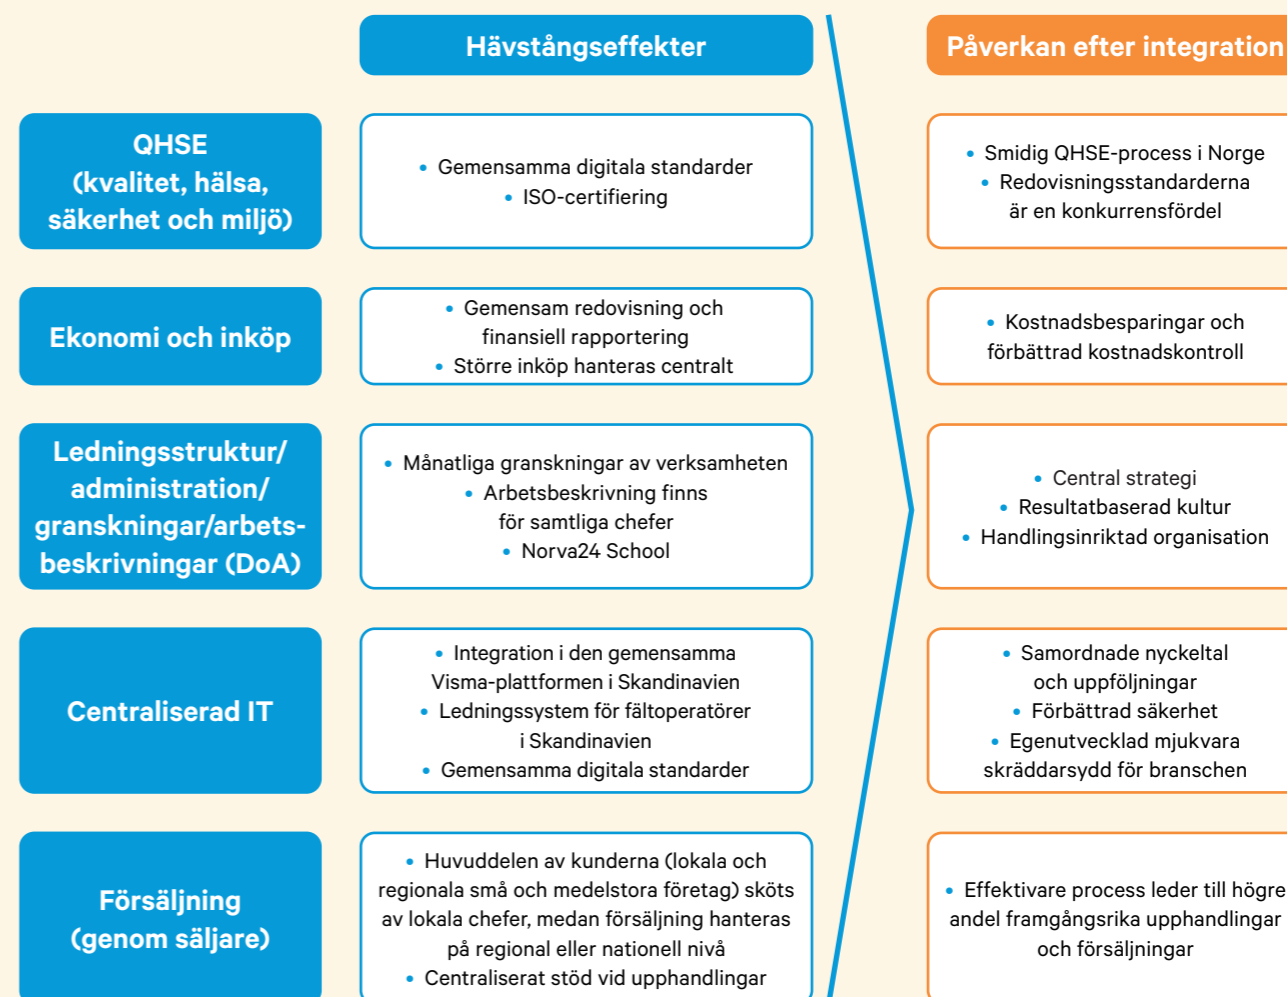 Hävstångseffekter
Påverkan efter integration
QHSE
(kvalitet, hälsa,
säkerhet och miljö)
• Gemensamma digitala standarder
• ISO-certifiering
• Smidig QHSE-process i Norge
• Redovisningsstandarderna
är en konkurrensfördel
Ekonomi och inköp
• Gemensam redovisning och
finansiell rapportering
• Större inköp hanteras centralt
• Kostnadsbesparingar och
förbättrad kostnadskontroll
Ledningsstruktur/
administration/
granskningar/arbets-
beskrivningar (DoA)
• Månatliga granskningar av verksamheten
• Arbetsbeskrivning finns
för samtliga chefer
• Norva24 School
• Central strategi
• Resultatbaserad kultur
• Handlingsinriktad organisation
Centraliserad IT
• Integration i den gemensamma
Visma-plattformen i Skandinavien
• Ledningssystem för fältoperatörer
i Skandinavien
• Gemensamma digitala standarder
• Samordnade nyckeltal
och uppföljningar
• Förbättrad säkerhet
• Egenutvecklad mjukvara
skräddarsydd för branschen
Försäljning
(genom säljare)
• Huvuddelen av kunderna (lokala och
regionala små och medelstora företag) sköts
av lokala chefer, medan försäljning hanteras
på regional eller nationell nivå
• Centraliserat stöd vid upphandlingar
• Effektivare process leder till högre
andel framgångsrika upphandlingar
och försäljningar